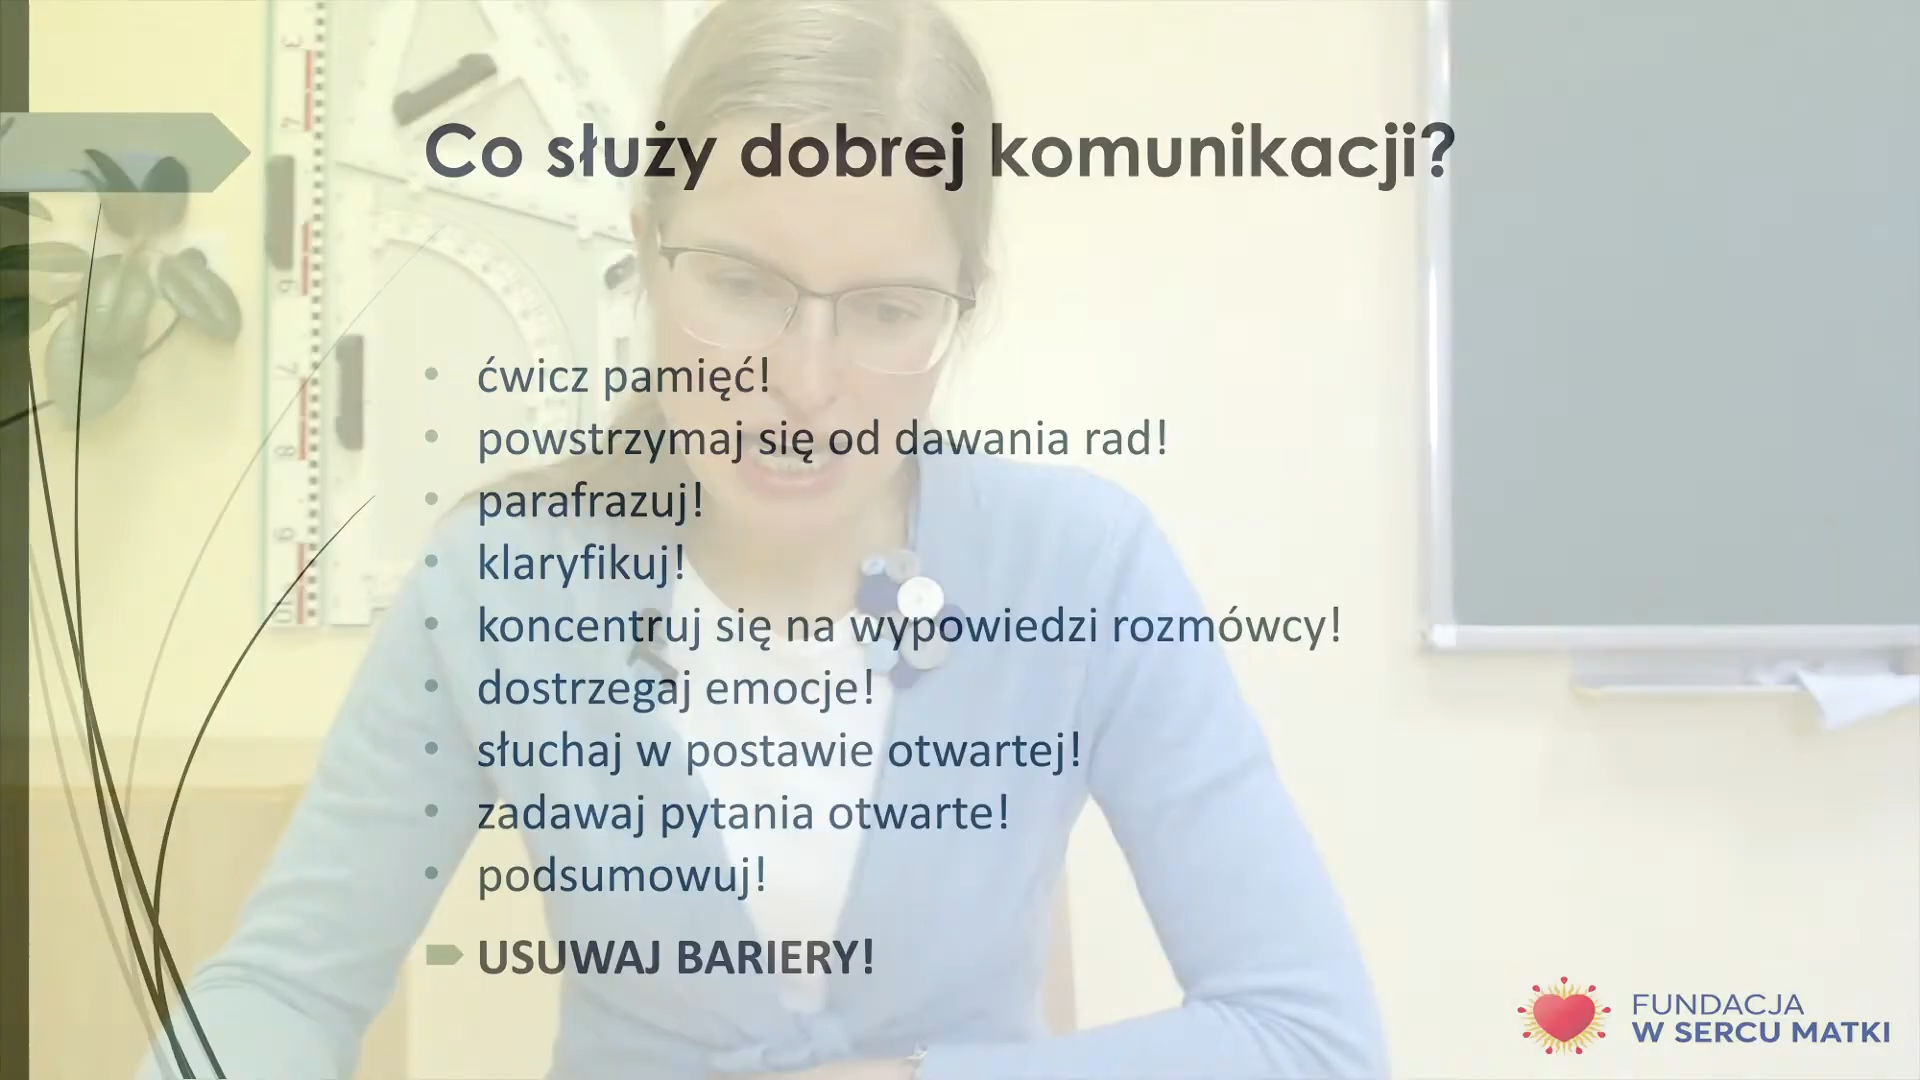 Co służy dobrej komunikacji?
• ćwicz pamięć!
• powstrzymaj się od dawania rad!
• parafrazuj!
• klaryfikuj!
• koncentruj się na wypowiedzi rozmówcy!
• dostrzegaj emocje!
• słuchaj w postawie otwartej!
• zadawaj pytania otwarte!
• podsumowuj!
USUWAJ BARIERY!
FUNDACJA
W SERCU MATKI